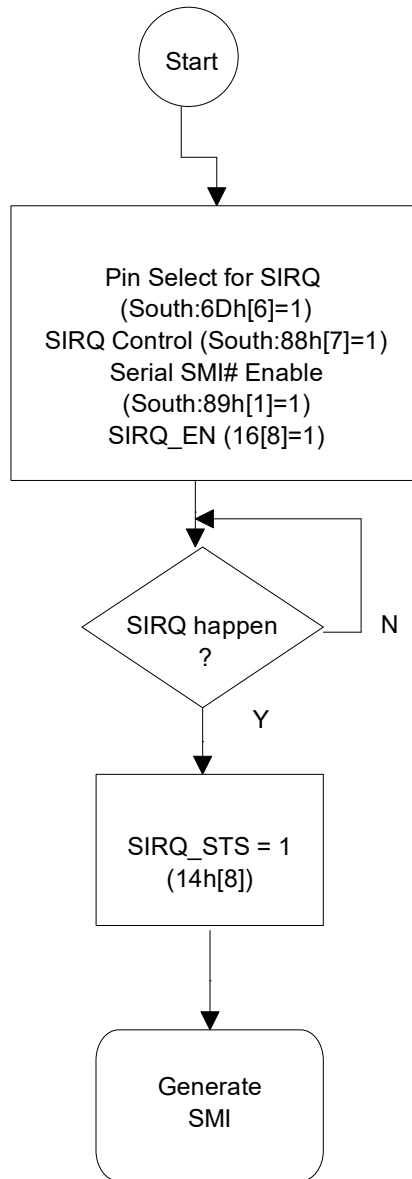 Start
Pin Select for SIRQ
(South:6Dh[6]=1)
SIRQ Control (South:88h[7]=1)
Serial SMI# Enable
(South:89h[1]=1)
SIRQ_EN (16[8]=1)
SIRQ happen
?
N
Y
SIRQ_STS = 1
(14h[8])
Generate
SMI